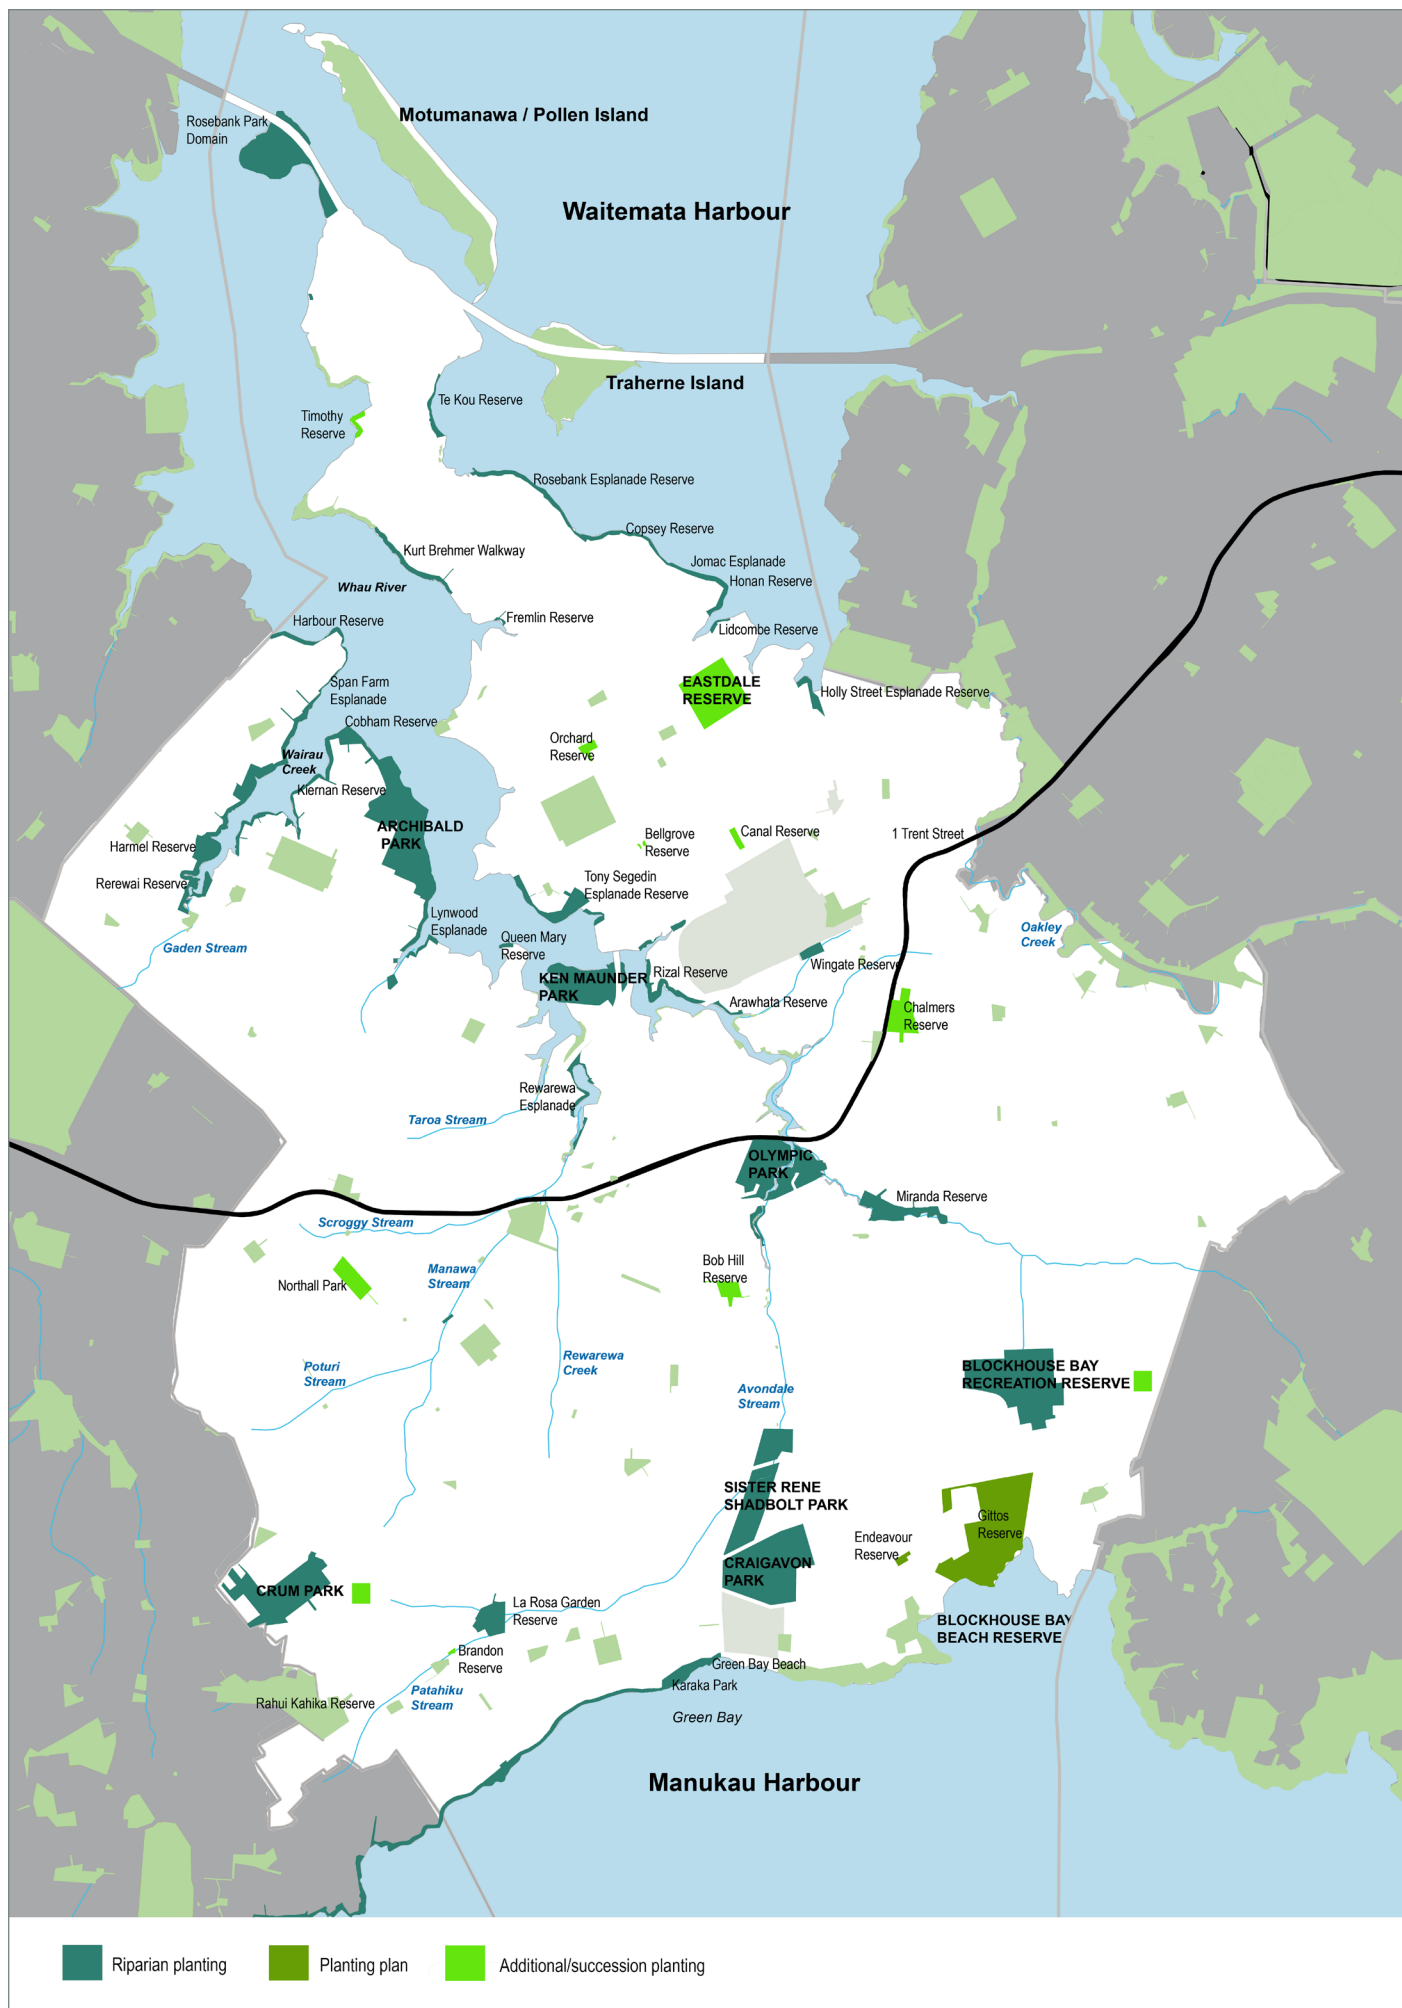 Motumanawa / Pollen Island
Rosebank Park
Domain
Waitemata Harbour
Traherne Island
Te Kou Reserve
Timothy
Reserve
Rosebank Esplanade Reserve
Copsey Reserve
Kurt Brehmer Walkway
Jomac Esplanade
Honan Reserve
Whau River
Fremlin Reserve
Harbour Reserve
Lidcombe Reserve
Span Farm
Esplanade
EASTDALE
RESERVE
Holly Street Esplanade Reserve
Cobham Reserve
Orchard
Reserve
Wairau
Creek
Kiernan Reserve
ARCHIBALD
PARK
Bellgrove
Reserve
Canal Reserve
1 Trent Street
Harmel Reserve
Rerewai Reserve
Tony Segedin
Esplanade Reserve
Lynwood
Esplanade
Gaden Stream
Queen Mary
Reserve
Oakley
Creek
KEN MAUNDER
PARK
Rizal Reserve
Wingate Reserve
Arawhata Reserve
Chalmers
Reserve
Rewarewa
Esplanade
Taroa Stream
OLYMPIC
PARK
Miranda Reserve
Scroggy Stream
Manawa
Stream
Northall Park
Bob Hill
Reserve
Poturi
Stream
Rewarewa
Creek
Avondale
Stream
BLOCKHOUSE BAY
RECREATION RESERVE
SISTER RENE
SHADBOLT PARK
Gittos
Reserve
Endeavour
Reserve
CRAIGAVON
PARK
CRUM PARK
La Rosa Garden
Reserve
BLOCKHOUSE BAY
BEACH RESERVE
Brandon
Reserve
Green Bay Beach
Karaka Park
Patahiku
Stream
Rahui Kahika Reserve
Green Bay
Manukau Harbour
Riparian planting
Planting plan
Additional/succession planting